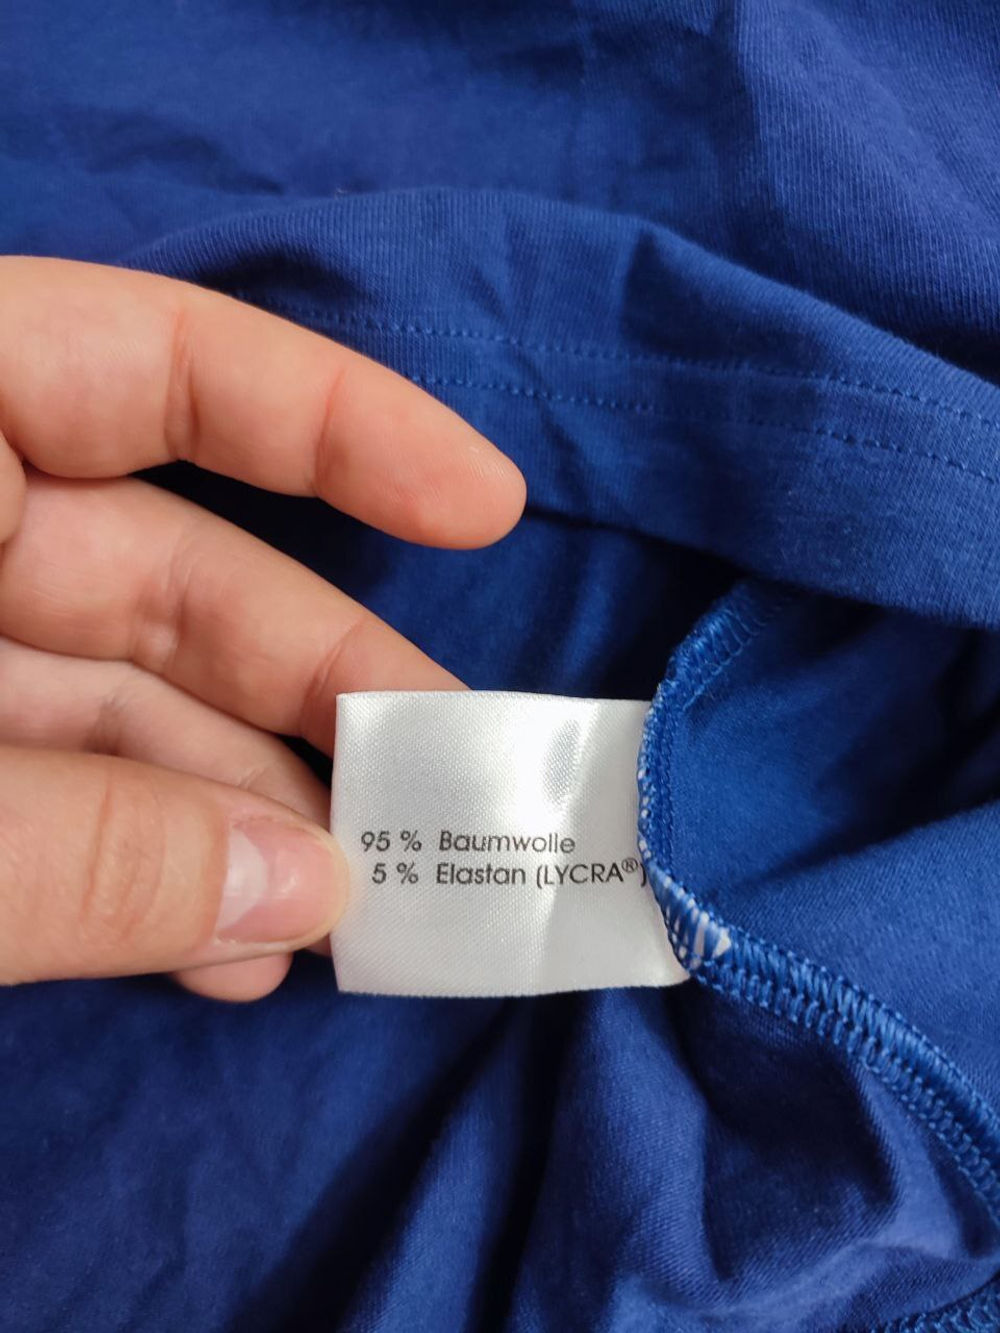 95 % Baumwolle
5 % Elastan (LYCRA®)